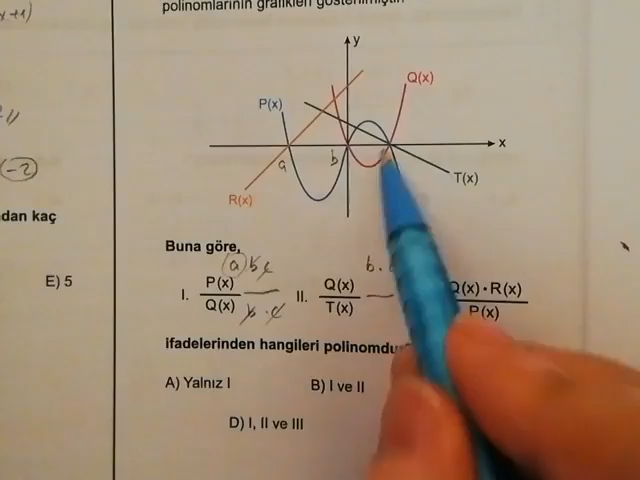 polinomlarının grafikleri gösterilmiştir
x+1)
y
Q(x)
P(x)
x
(-2)
a
b
T(x)
R(x)
dan kaç
Buna göre,
a b c
b.
E) 5
I. P(x)/Q(x) b.c II. Q(x)/T(x) Q(x)·R(x)/P(x)
ifadelerinden hangileri
A) Yalnız I B) I ve II
D) I, II ve III